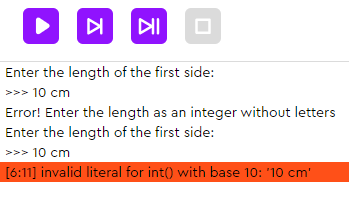 Enter the length of the first side:
>>> 10 cm
Error! Enter the length as an integer without letters
Enter the length of the first side:
>>> 10 cm
[6:11] invalid literal for int() with base 10: '10 cm'